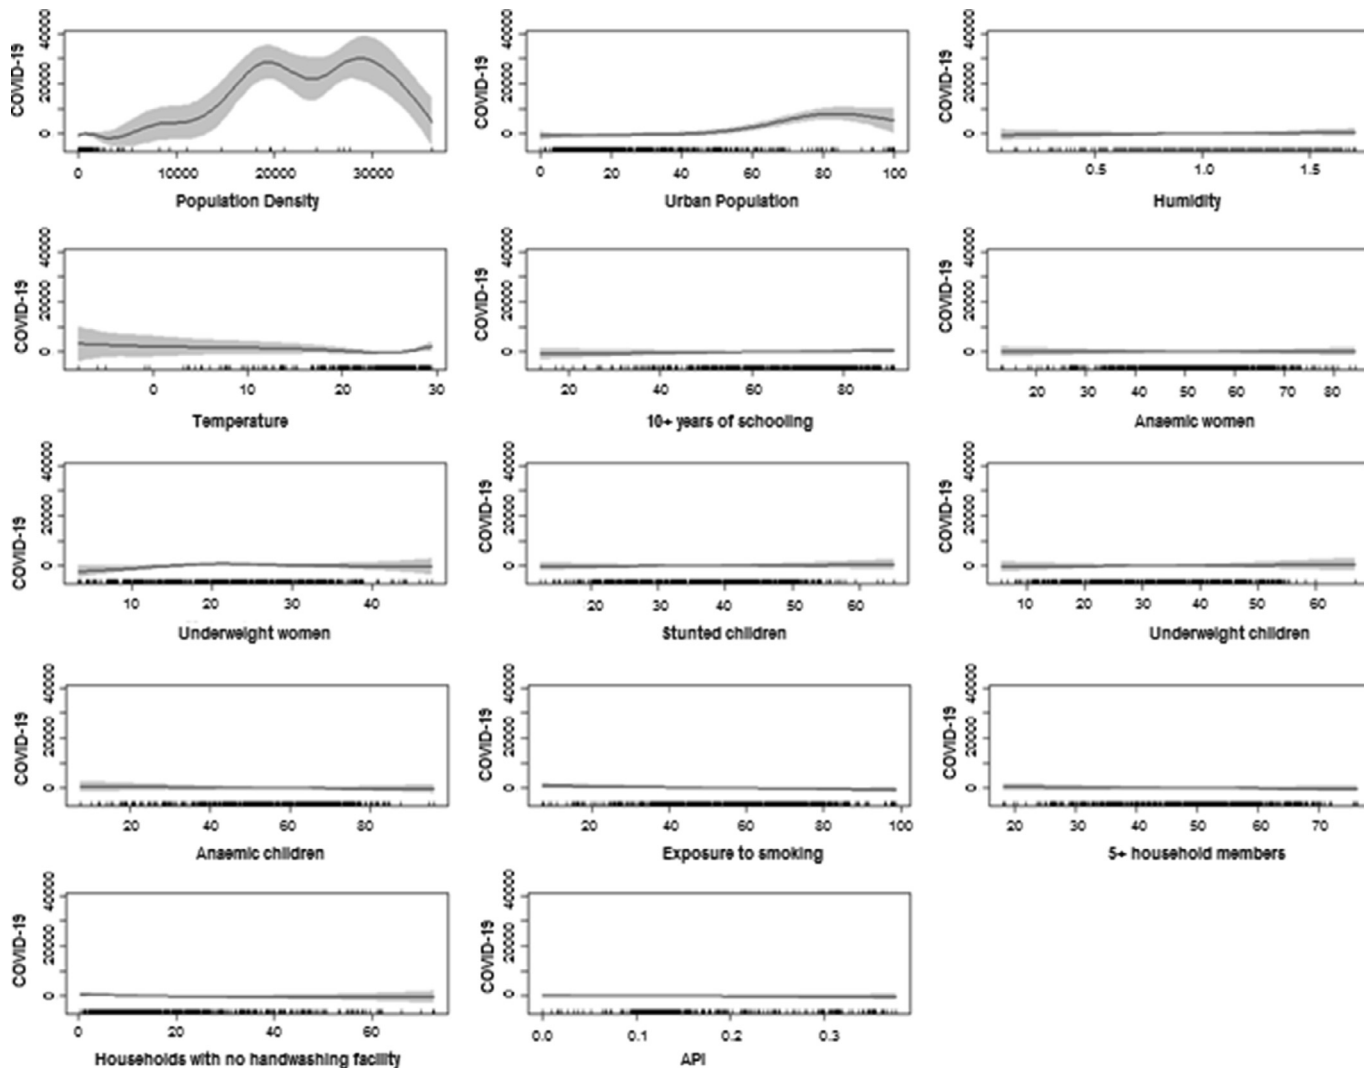 COVID-19
0 20000 40000
0 10000 20000 30000
Population Density
COVID-19
0 20000 40000
0 20 40 60 80 100
Urban Population
COVID-19
0 20000 40000
0.5 1.0 1.5
Humidity
COVID-19
0 20000 40000
0 10 20 30
Temperature
COVID-19
0 20000 40000
20 40 60 80
10+ years of schooling
COVID-19
0 20000 40000
20 30 40 50 60 70 80
Anaemic women
COVID-19
0 20000 40000
10 20 30 40
Underweight women
COVID-19
0 20000 40000
20 30 40 50 60
Stunted children
COVID-19
0 20000 40000
10 20 30 40 50 60
Underweight children
COVID-19
0 20000 40000
20 40 60 80
Anaemic children
COVID-19
0 20000 40000
20 40 60 80 100
Exposure to smoking
COVID-19
0 20000 40000
20 30 40 50 60 70
5+ household members
COVID-19
0 20000 40000
0 20 40 60
Households with no handwashing facility
COVID-19
0 20000 40000
0.0 0.1 0.2 0.3
API